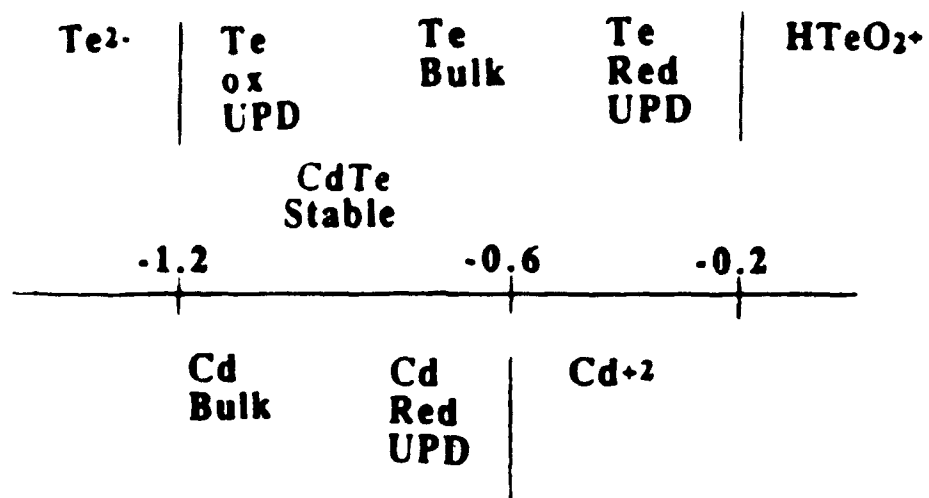 Te2- Te Te Te HTeO2+
ox Bulk Red
UPD UPD
CdTe
Stable
-1.2 -0.6 -0.2
Cd Cd Cd+2
Bulk Red
UPD